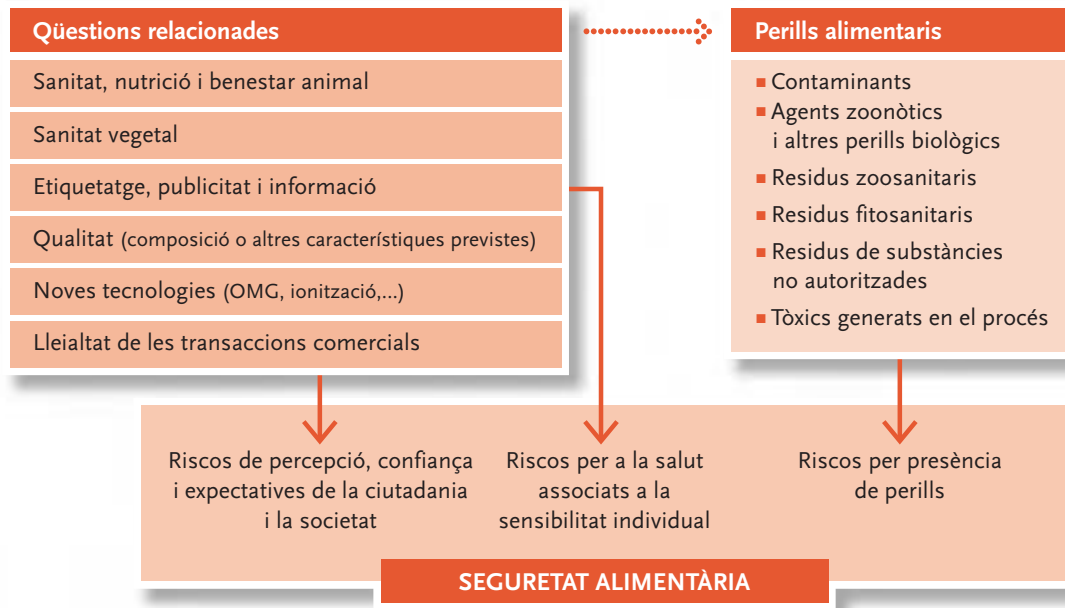 Qüestions relacionades
Sanitat, nutrició i benestar animal
Sanitat vegetal
Etiquetatge, publicitat i informació
Qualitat (composició o altres característiques previstes)
Noves tecnologies (OMG, ionització,...)
Lleialtat de les transaccions comercials
Perills alimentaris
Contaminants
Agents zoonòtics
i altres perills biològics
Residus zoosanitaris
Residus fitosanitaris
Residus de substàncies
no autoritzades
Tòxics generats en el procés
Riscos de percepció, confiança
i expectatives de la ciutadania
i la societat
Riscos per a la salut
associats a la
sensibilitat individual
Riscos per presència
de perills
SEGURETAT ALIMENTÀRIA